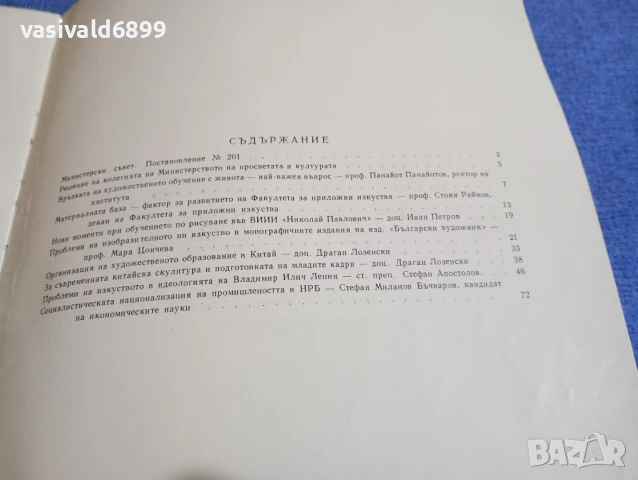 vasivald6899
СЪДЪРЖАНИЕ
Министерски съвет. Постановление № 201 3
Решение на колегията на Министерството на просветата и културата 5
Връзката на художественото обучение с живота — най-важен въпрос — проф. Панайот Панайотов, ректор на
института 7
Материалната база — фактор за развитието на Факултета за приложни изкуства — проф. Стоян Райнов,
декан на Факултета за приложни изкуства 13
Нови моменти при обучението по рисуване във ВИИИ «Николай Павлович» — доц. Иван Петров 19
Проблеми на изобразителното ни изкуство в монографичните издания на изд. «Български художник» —
проф. Мара Цончева 21
Организация на художественото образование в Китай — доц. Драган Лозенски 33
За съвременната китайска скулптура и подготовката на младите кадри — доц. Драган Лозенски 38
Проблеми на изкуството в идеологията на Владимир Илич Ленин — ст. преп. Стефан Апостолов. 46
Социалистическата национализация на промишлеността в НРБ — Стефан Миланов Бъчваров, кандидат
на икономическите науки 72
BAZAR